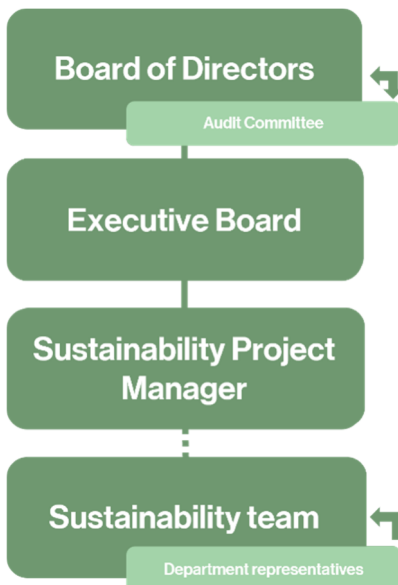 Board of Directors
Audit Committee
Executive Board
Sustainability Project
Manager
Sustainability team
Department representatives